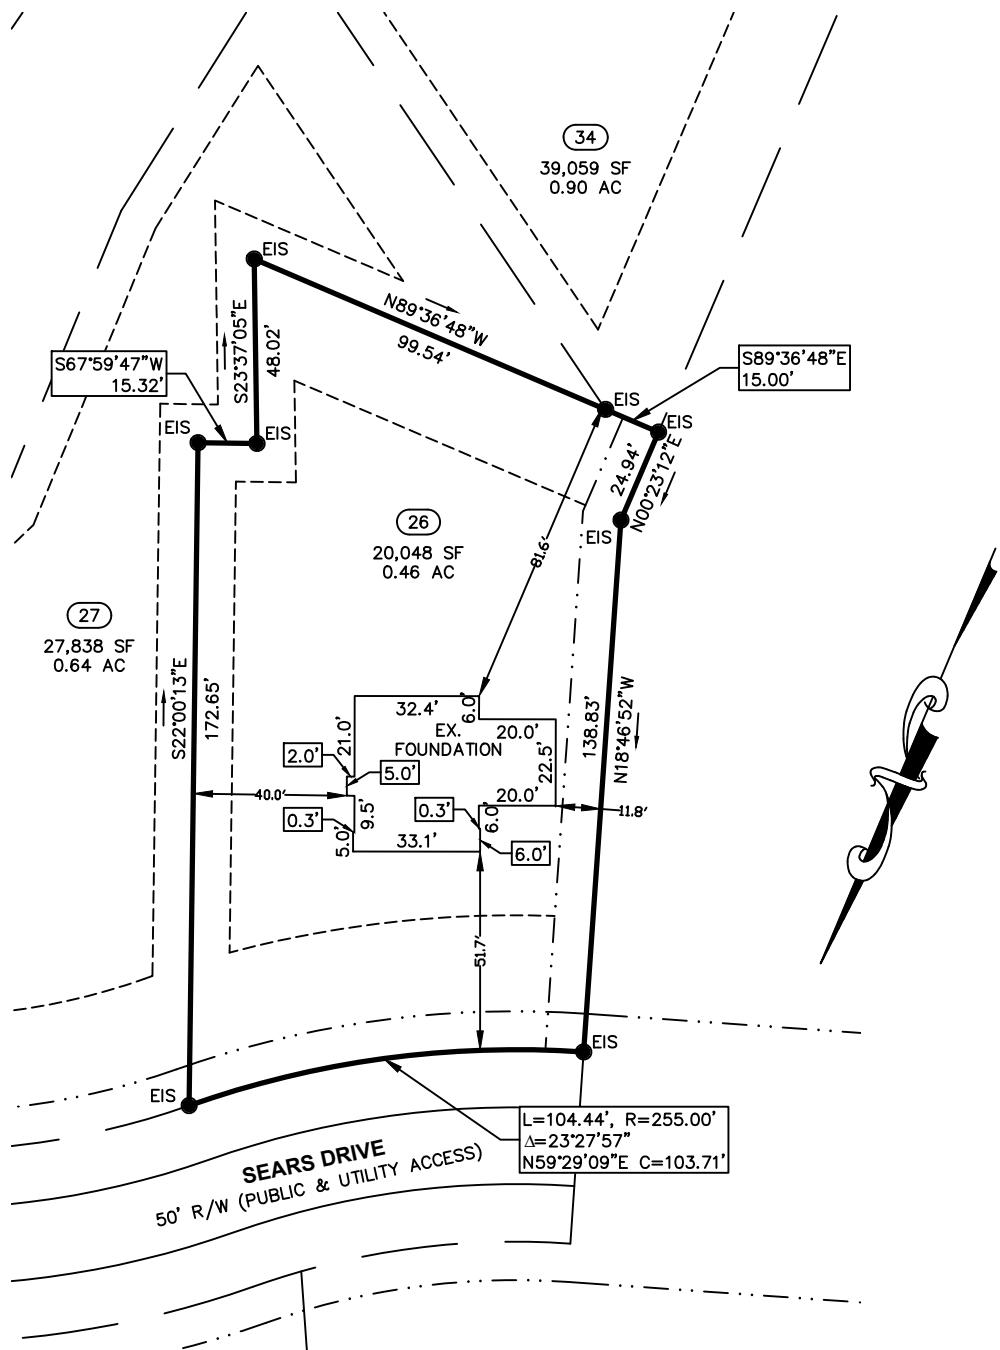 34
39,059 SF
0.90 AC
EIS
N89°36'48"W
99.54'
S23°37'05"E
48.02'
S67°59'47"W
15.32'
S89°36'48"E
15.00'
EIS
EIS
EIS
EIS
24.94'
N00°23'12"E
EIS
26
20,048 SF
0.46 AC
81.6'
27
27,838 SF
0.64 AC
S22°00'13"E
172.65'
138.83'
N18°46'52"W
32.4'
6.0'
EX.
FOUNDATION
20.0'
21.0'
2.0'
5.0'
22.5'
40.0'
9.5'
20.0'
11.8'
0.3'
0.3'
6.0'
5.0'
33.1'
6.0'
51.7'
EIS
EIS
L=104.44', R=255.00'
Δ=23°27'57"
N59°29'09"E C=103.71'
SEARS DRIVE
50' R/W (PUBLIC & UTILITY ACCESS)